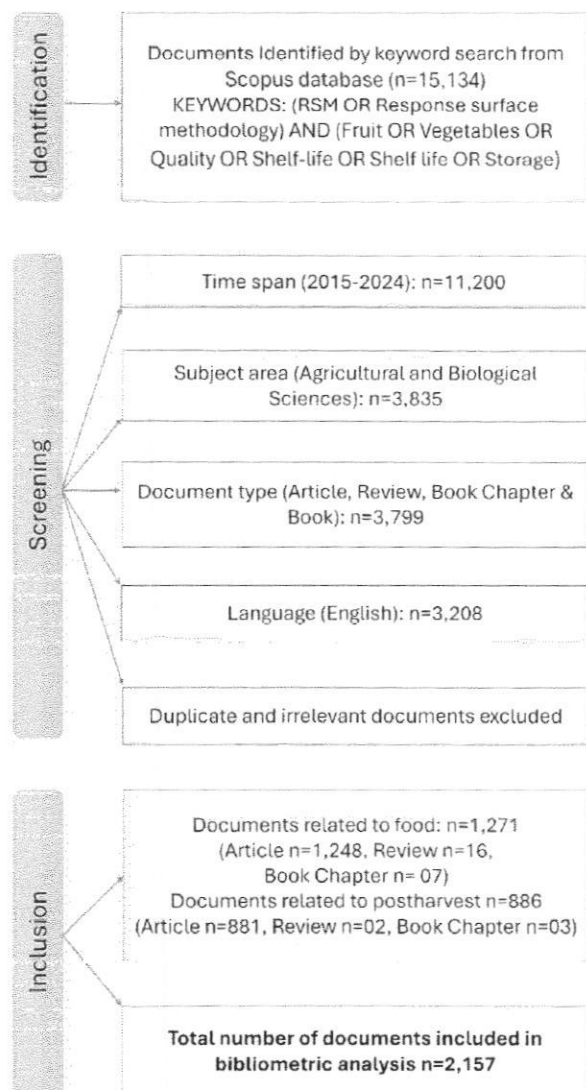 Identification
Documents Identified by keyword search from
Scopus database (n=15,134)
KEYWORDS: (RSM OR Response surface
methodology) AND (Fruit OR Vegetables OR
Quality OR Shelf-life OR Shelf life OR Storage)
Screening
Time span (2015-2024): n=11,200
Subject area (Agricultural and Biological
Sciences): n=3,835
Document type (Article, Review, Book Chapter &
Book): n=3,799
Language (English): n=3,208
Duplicate and irrelevant documents excluded
Inclusion
Documents related to food: n=1,271
(Article n=1,248, Review n=16,
Book Chapter n= 07)
Documents related to postharvest n=886
(Article n=881, Review n=02, Book Chapter n=03)
Total number of documents included in
bibliometric analysis n=2,157